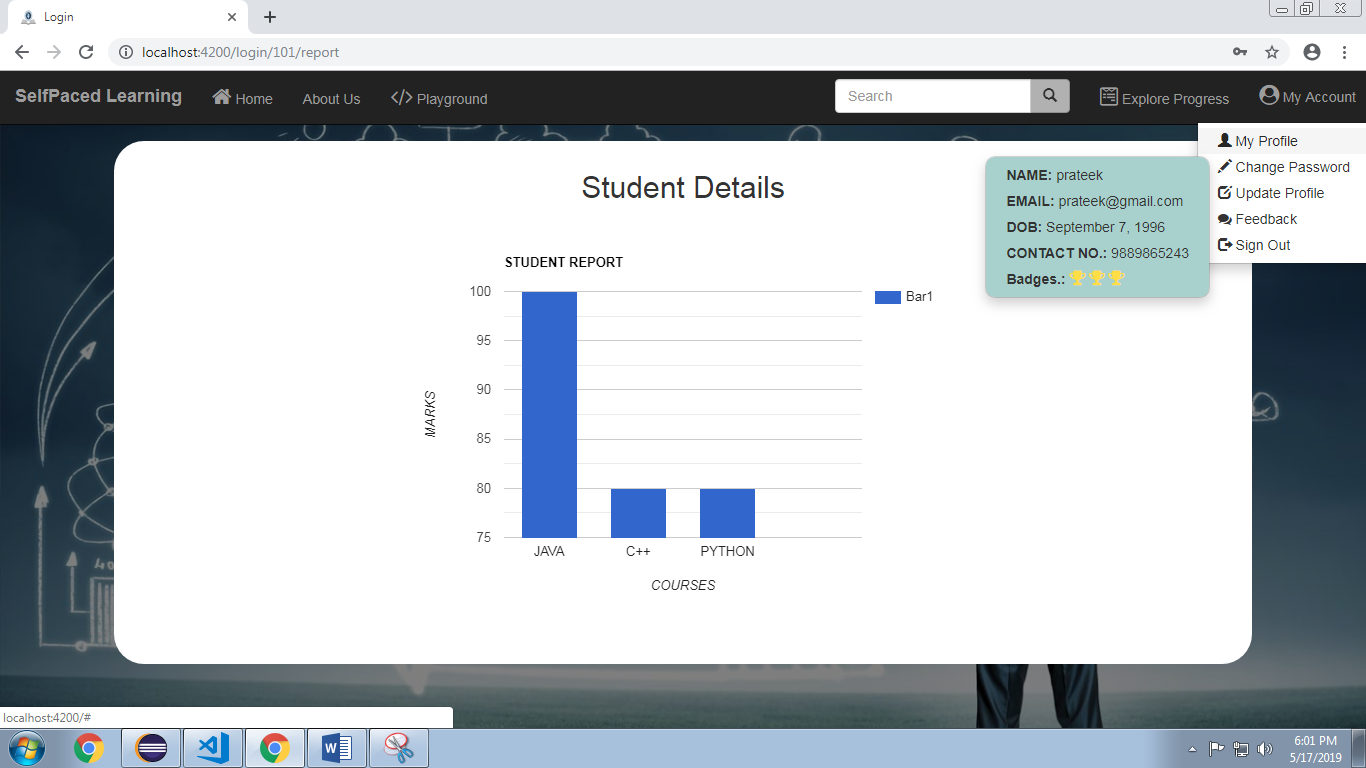 Login
localhost:4200/login/101/report
SelfPaced Learning
Home
About Us
Playground
Search
Explore Progress
My Account
My Profile
Change Password
Update Profile
Feedback
Sign Out
NAME: prateek
EMAIL: prateek@gmail.com
DOB: September 7, 1996
CONTACT NO.: 9889865243
Badges.:
Student Details
STUDENT REPORT
100
95
90
85
80
75
MARKS
Bar1
JAVA
C++
PYTHON
COURSES
localhost:4200/#
6:01 PM
5/17/2019